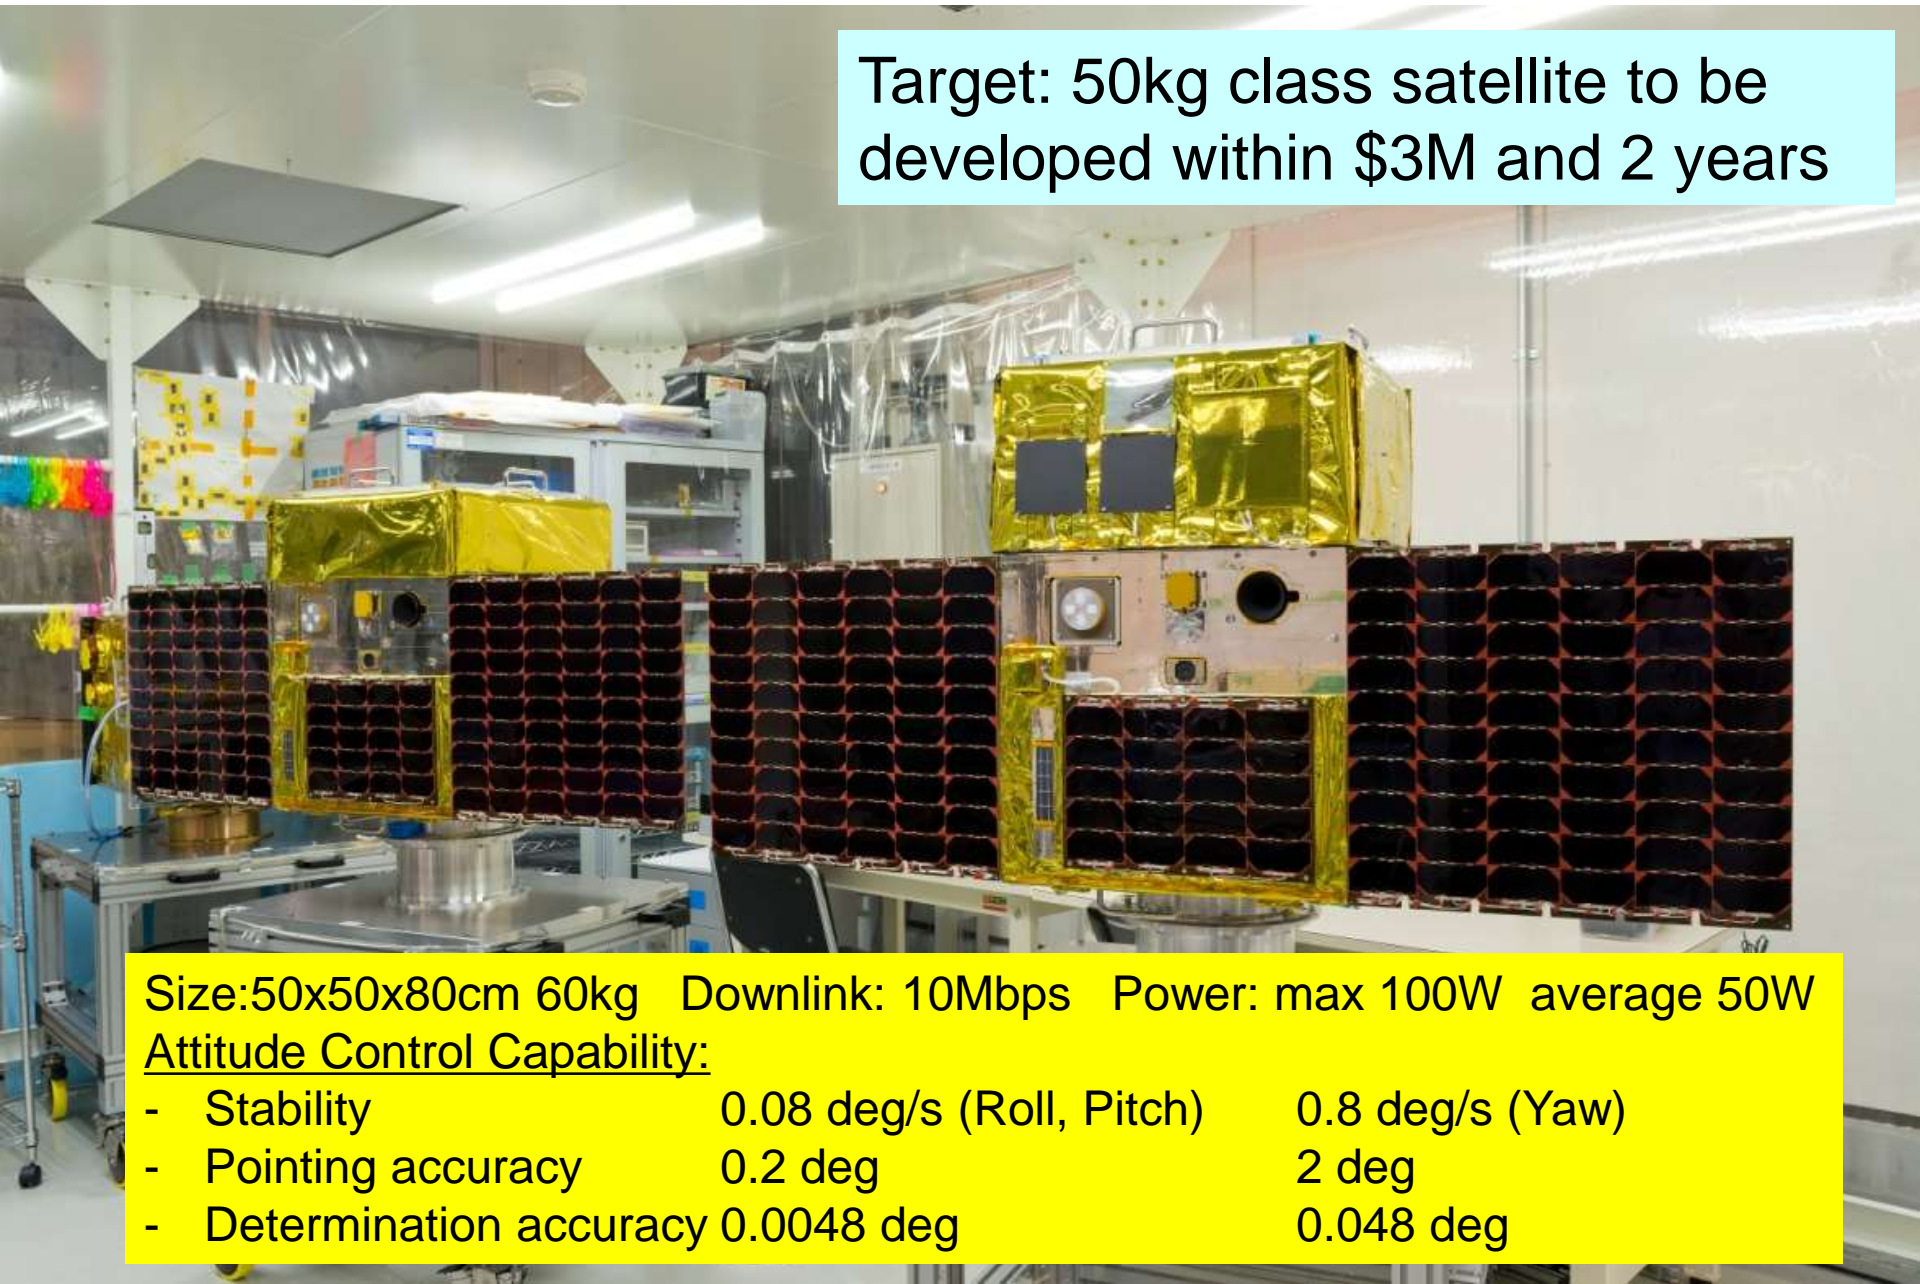 Target: 50kg class satellite to be
developed within $3M and 2 years
Size:50x50x80cm 60kg Downlink: 10Mbps Power: max 100W average 50W
Attitude Control Capability:
- Stability 0.08 deg/s (Roll, Pitch) 0.8 deg/s (Yaw)
- Pointing accuracy 0.2 deg 2 deg
- Determination accuracy 0.0048 deg 0.048 deg